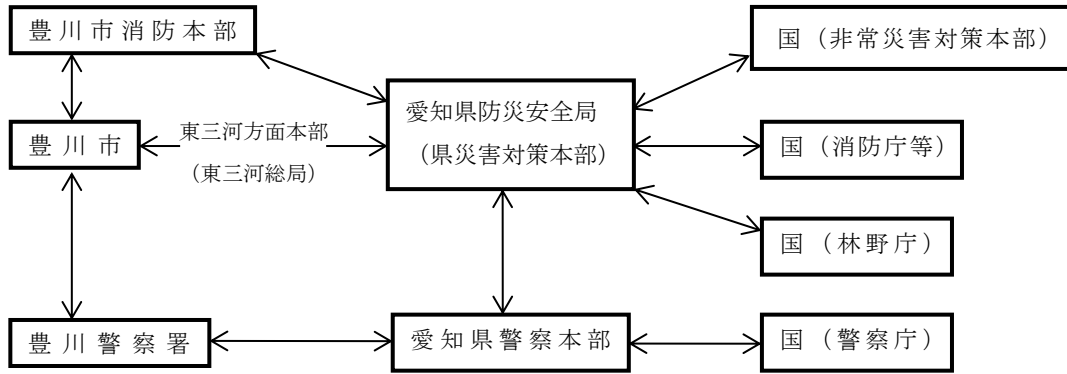 豊川市消防本部
国（非常災害対策本部）
愛知県防災安全局
（県災害対策本部）
豊川市
東三河方面本部
（東三河総局）
国（消防庁等）
国（林野庁）
豊川警察署
愛知県警察本部
国（警察庁）